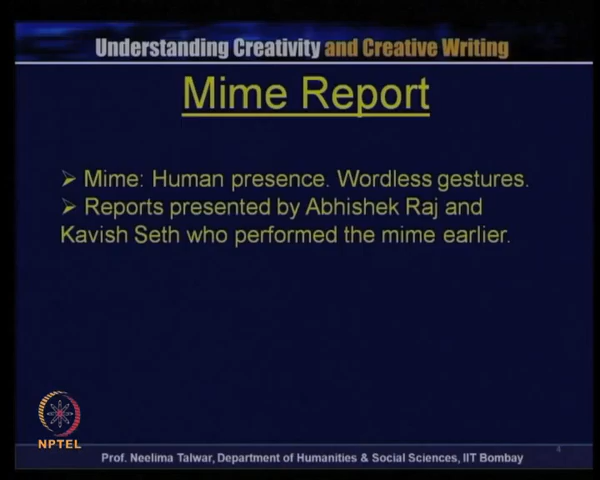 Understanding Creativity and Creative Writing
Mime Report
➢ Mime: Human presence. Wordless gestures.
➢ Reports presented by Abhishek Raj and
Kavish Seth who performed the mime earlier.
NPTEL
4
Prof. Neelima Talwar, Department of Humanities & Social Sciences, IIT Bombay